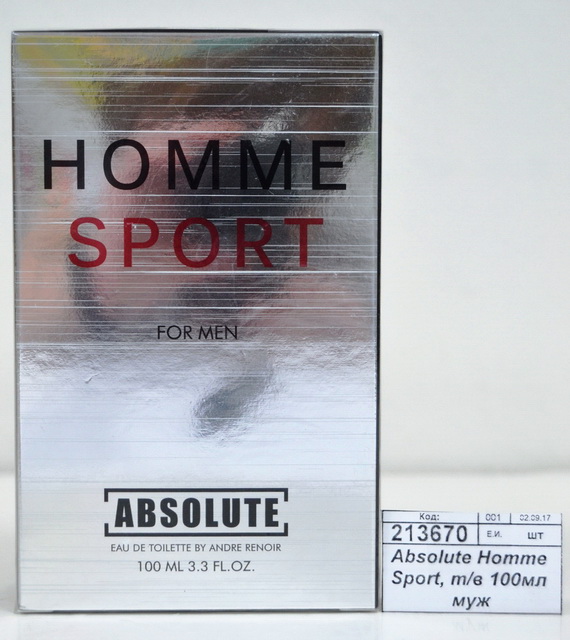 HOMME
SPORT
FOR MEN
ABSOLUTE
EAU DE TOILETTE BY ANDRE RENOIR
100 ML 3.3 FL.OZ.
Код: 001 02.09.17
213670 Е.И. шт
Absolute Homme
Sport, т/в 100мл
муж